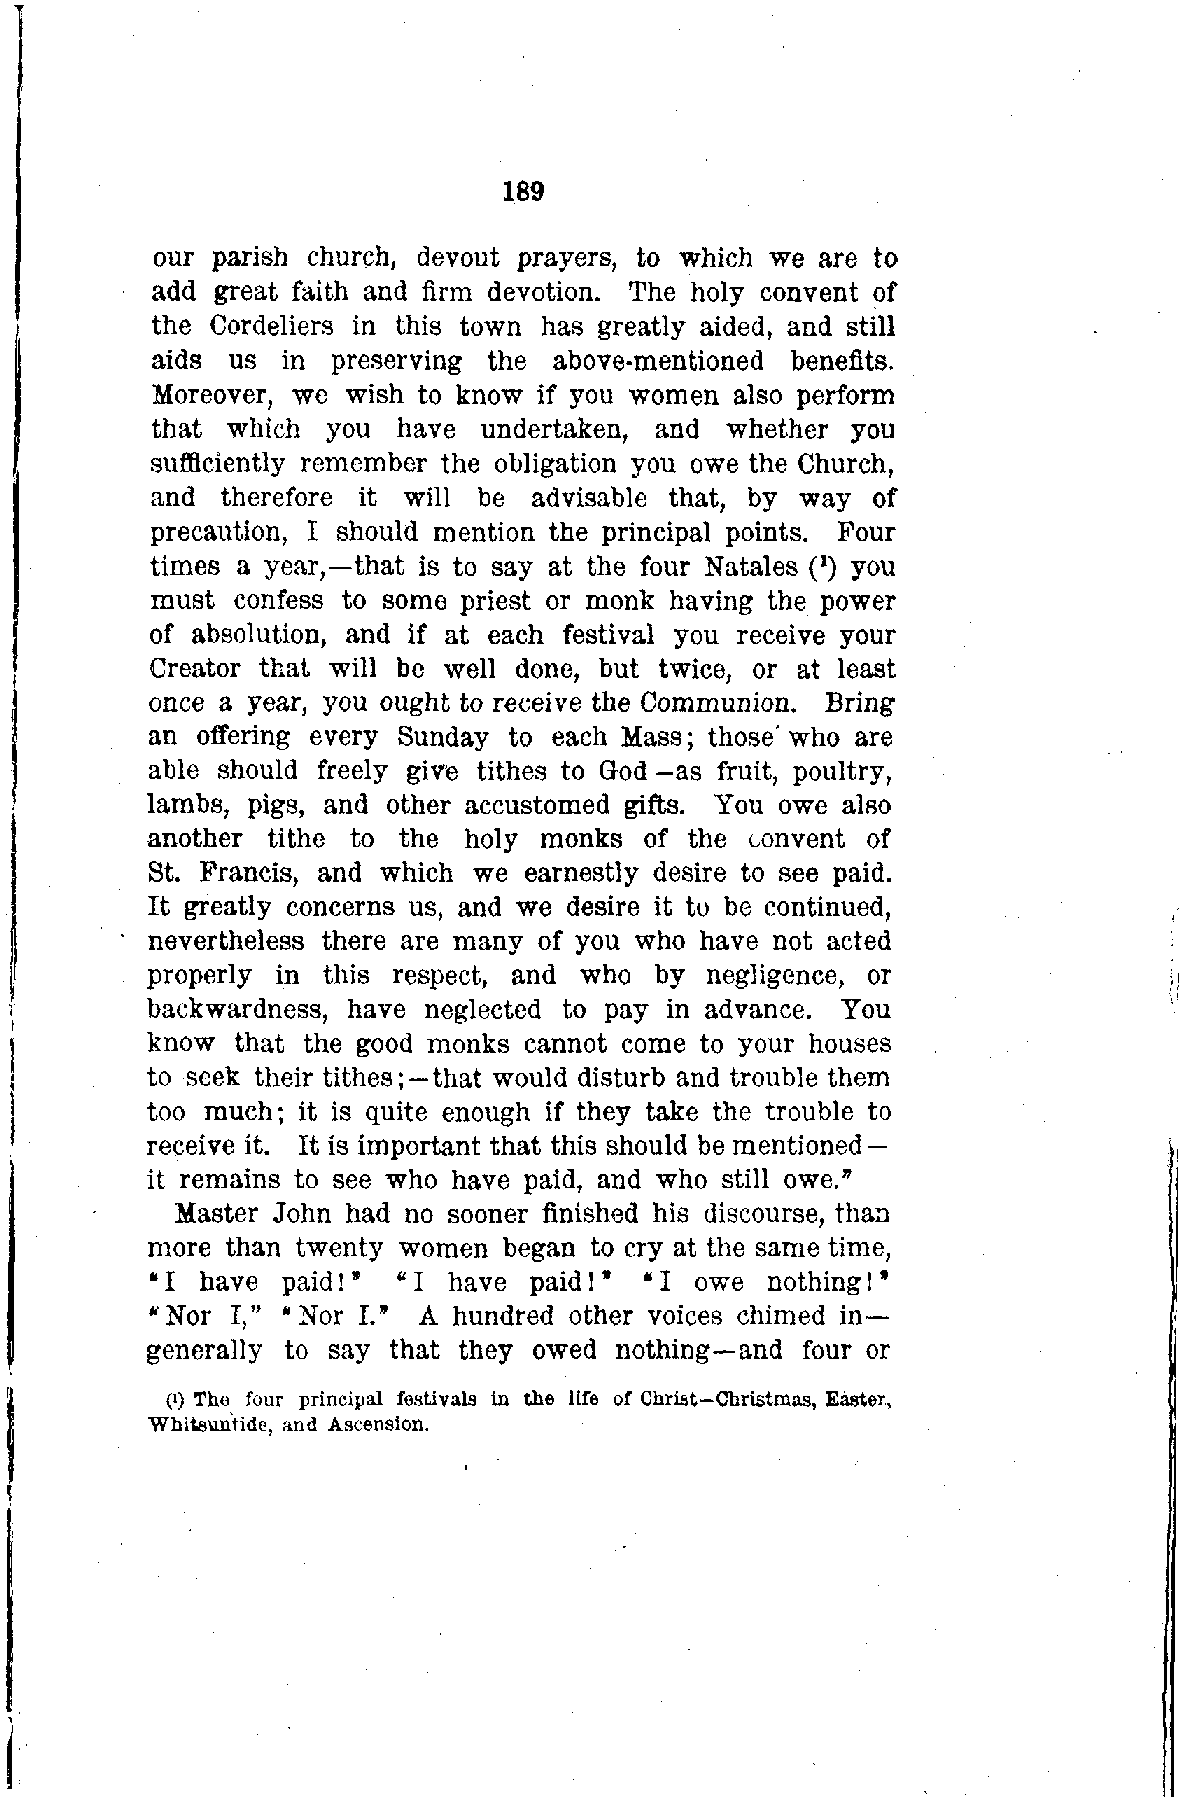 189
our parish church, devout prayers, to which we are to
add great faith and firm devotion. The holy convent of
the Cordeliers in this town has greatly aided, and still
aids us in preserving the above-mentioned benefits.
Moreover, we wish to know if you women also perform
that which you have undertaken, and whether you
sufficiently remember the obligation you owe the Church,
and therefore it will be advisable that, by way of
precaution, I should mention the principal points. Four
times a year,—that is to say at the four Natales (¹) you
must confess to some priest or monk having the power
of absolution, and if at each festival you receive your
Creator that will be well done, but twice, or at least
once a year, you ought to receive the Communion. Bring
an offering every Sunday to each Mass; those who are
able should freely give tithes to God—as fruit, poultry,
lambs, pigs, and other accustomed gifts. You owe also
another tithe to the holy monks of the convent of
St. Francis, and which we earnestly desire to see paid.
It greatly concerns us, and we desire it to be continued,
nevertheless there are many of you who have not acted
properly in this respect, and who by negligence, or
backwardness, have neglected to pay in advance. You
know that the good monks cannot come to your houses
to seek their tithes;—that would disturb and trouble them
too much; it is quite enough if they take the trouble to
receive it. It is important that this should be mentioned—
it remains to see who have paid, and who still owe."
Master John had no sooner finished his discourse, than
more than twenty women began to cry at the same time,
"I have paid!" "I have paid!" "I owe nothing!"
"Nor I," "Nor I." A hundred other voices chimed in—
generally to say that they owed nothing—and four or
(¹) The four principal festivals in the life of Christ—Christmas, Easter,
Whitsuntide, and Ascension.